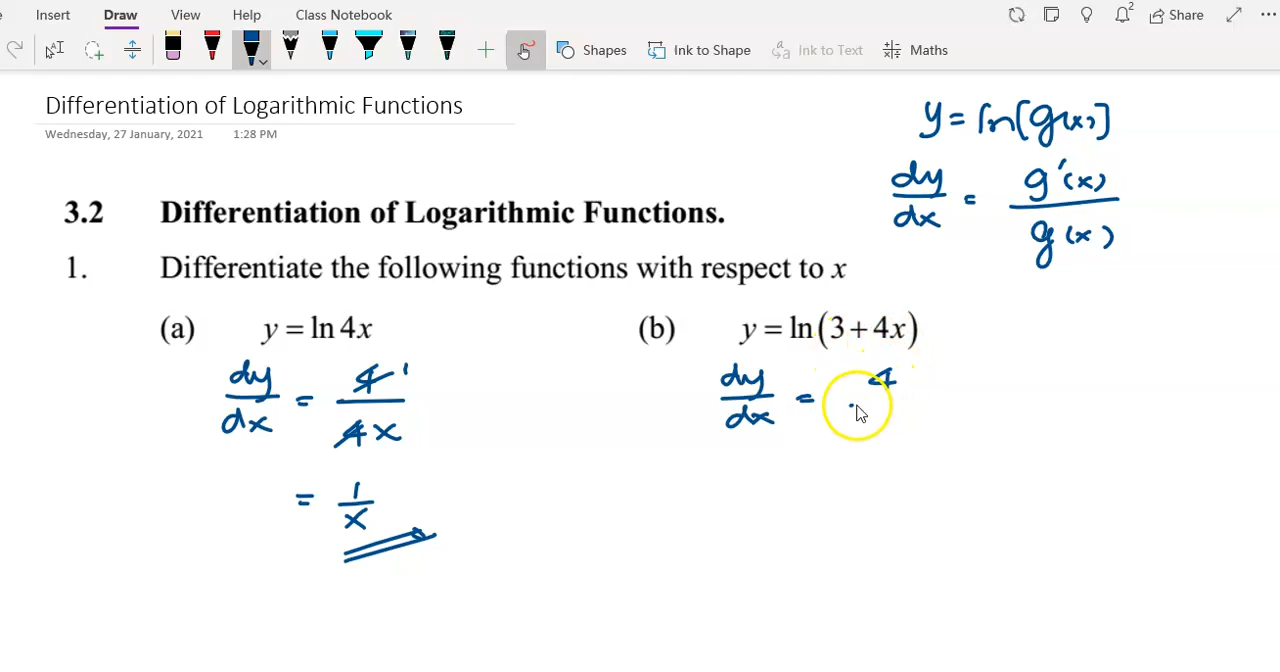 Insert Draw View Help Class Notebook 2 Share
Shapes Ink to Shape Ink to Text Maths
Differentiation of Logarithmic Functions
Wednesday, 27 January, 2021 1:28 PM
y = ln[g(x)]
dy/dx = g'(x)/g(x)
3.2 Differentiation of Logarithmic Functions.
1. Differentiate the following functions with respect to x
(a) y = ln 4x
(b) y = ln(3 + 4x)
dy/dx = 4 1/4x
dy/dx = 4
= 1/x